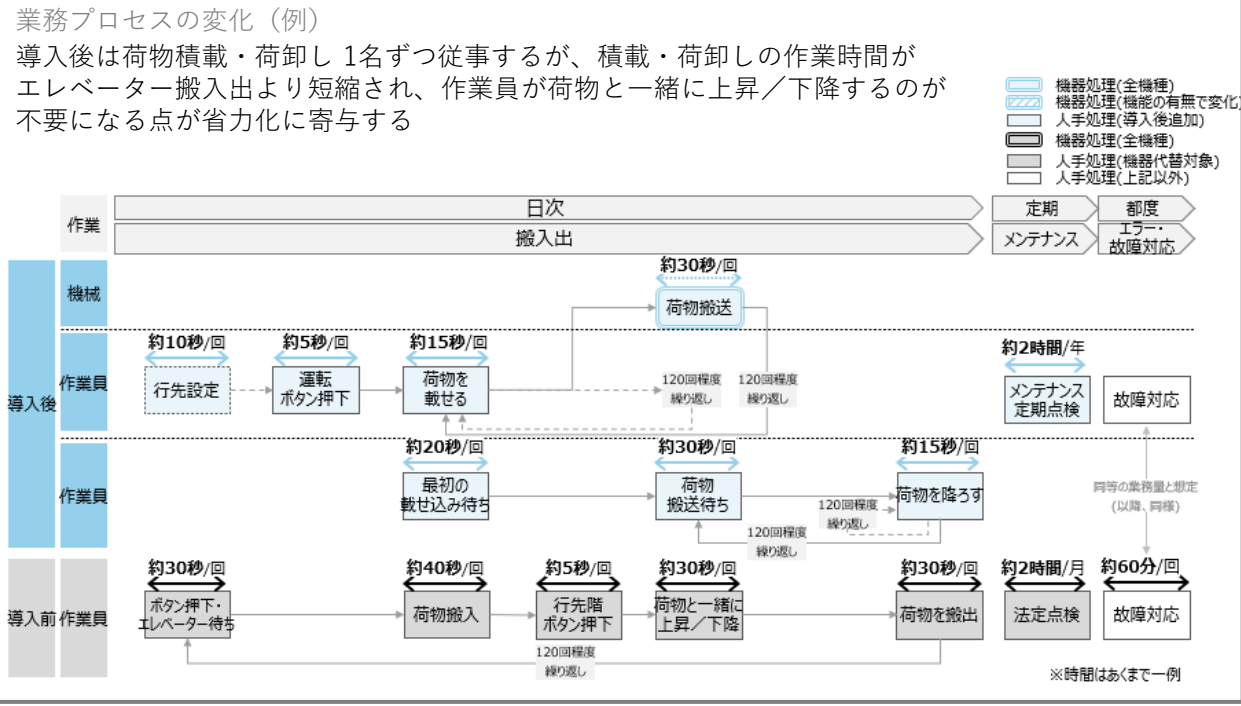 業務プロセスの変化（例）
導入後は荷物積載・荷卸し 1名ずつ従事するが、積載・荷卸しの作業時間が
エレベーター搬入出より短縮され、作業員が荷物と一緒に上昇／下降するのが
不要になる点が省力化に寄与する
機器処理(全機種)
機器処理(機能の有無で変化)
人手処理(導入後追加)
機器処理(全機種)
人手処理(機器代替対象)
人手処理(上記以外)
作業
日次
定期
都度
搬入出
メンテナンス
エラー・
故障対応
導入後
機械
約30秒/回
荷物搬送
作業員
約10秒/回
行先設定
約5秒/回
運転
ボタン押下
約15秒/回
荷物を
載せる
120回程度
繰り返し
120回程度
繰り返し
約2時間/年
メンテナンス
定期点検
故障対応
作業員
約20秒/回
最初の
載せ込み待ち
約30秒/回
荷物
搬送待ち
約15秒/回
荷物を降ろす
120回程度
繰り返し
120回程度
繰り返し
同等の業務量と想定
(以降、同様)
導入前
作業員
約30秒/回
ボタン押下・
エレベーター待ち
約40秒/回
荷物搬入
約5秒/回
行先階
ボタン押下
約30秒/回
荷物と一緒に
上昇／下降
約30秒/回
荷物を搬出
約2時間/月
法定点検
約60分/回
故障対応
120回程度
繰り返し
※時間はあくまで一例